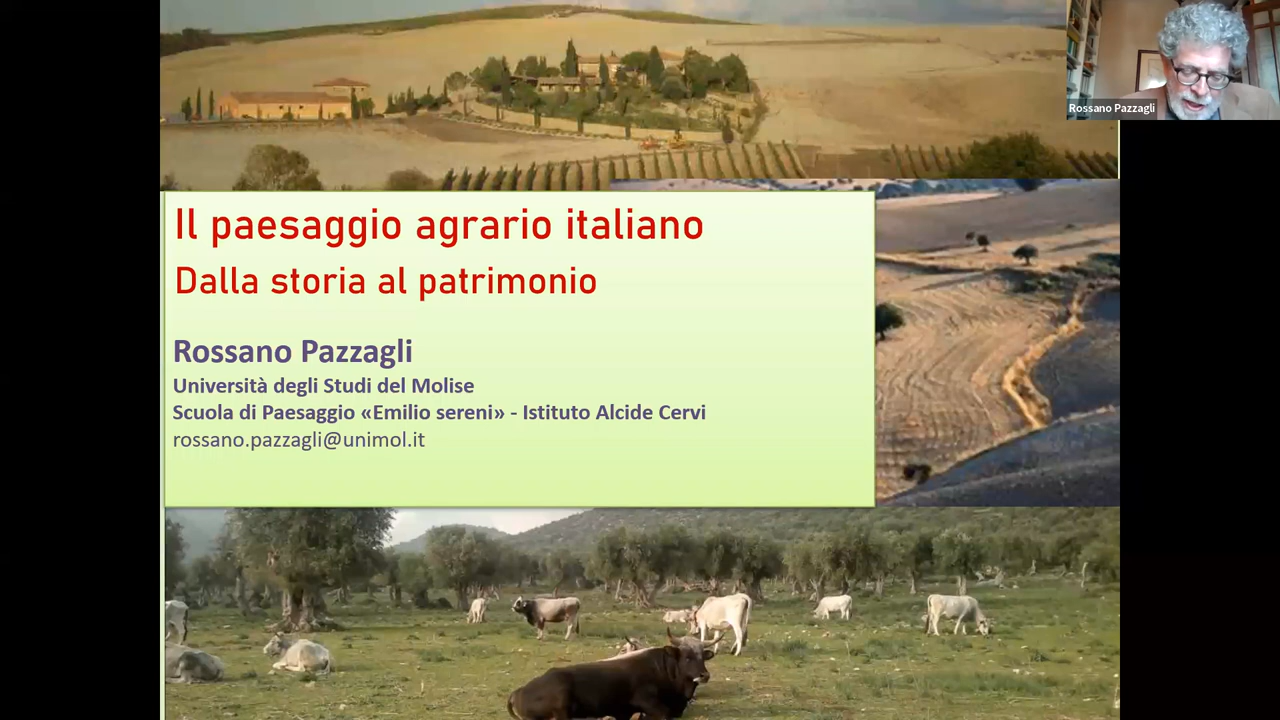 Rossano Pazzagli
Il paesaggio agrario italiano
Dalla storia al patrimonio
Rossano Pazzagli
Università degli Studi del Molise
Scuola di Paesaggio «Emilio sereni» - Istituto Alcide Cervi
rossano.pazzagli@unimol.it